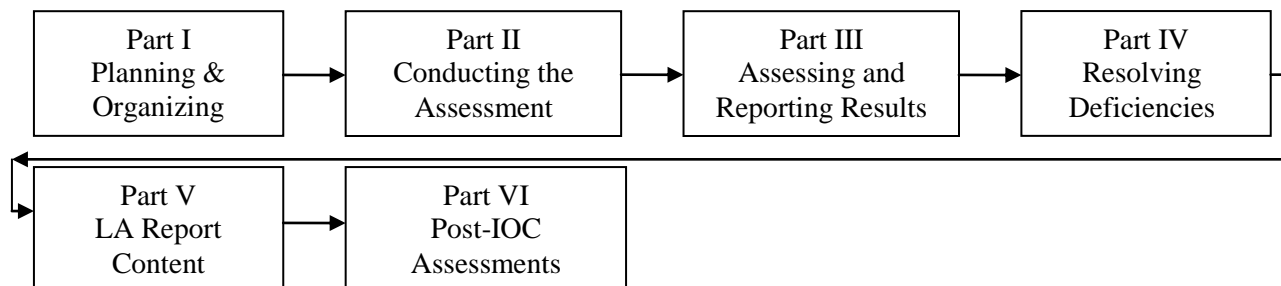 Part I
Planning &
Organizing
Part II
Conducting the
Assessment
Part III
Assessing and
Reporting Results
Part IV
Resolving
Deficiencies
Part V
LA Report
Content
Part VI
Post-IOC
Assessments